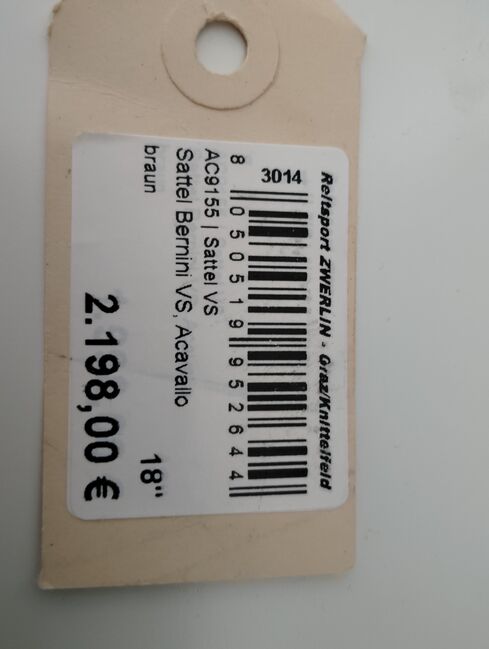 Reitsport ZWERLIN - Graz/Knittelfeld
3014
8 050519 952644
AC9155 | Sattel VS
Sattel Bernini VS, Acavallo
braun
18"
2.198,00 €